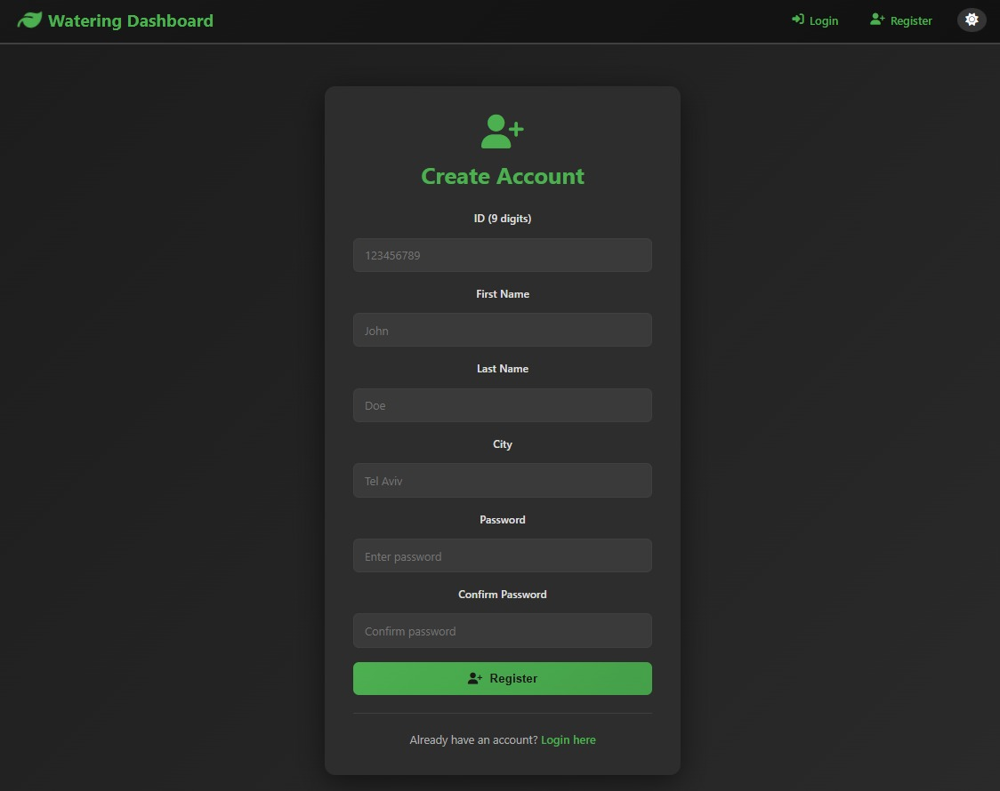 Watering Dashboard
Login
Register
Create Account
ID (9 digits)
123456789
First Name
John
Last Name
Doe
City
Tel Aviv
Password
Enter password
Confirm Password
Confirm password
Register
Already have an account? Login here